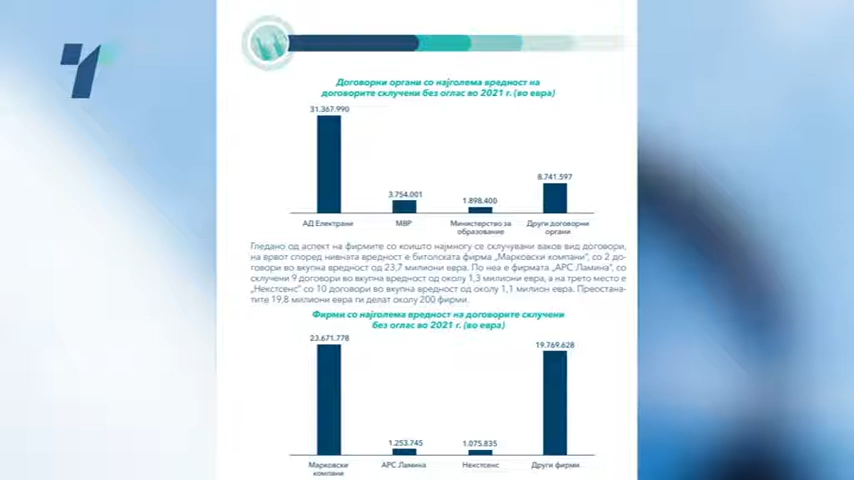 Договорни органи со најголема вредност на
договорите склучени без оглас во 2021 г. (во евра)
31.367.990
3.754.001
1.898.400
8.741.597
АД Електрани
МВР
Министерство за
образование
Други договорни
органи
Гледано од аспект на фирмите со коишто најмногу се склучувани ваков вид договори,
на врвот според нивната вредност е битолската фирма „Марковски компани“, со 2 до-
говори во вкупна вредност од 23,7 милиони евра. По неа е фирмата „АРС Ламина“, со
склучени 9 договори во вкупна вредност од околу 1,3 милиони евра, а на трето место е
„Некстсенс“ со 10 договори во вкупна вредност од околу 1,1 милион евра. Преостана-
тите 19,8 милиони евра ги делат околу 200 фирми.
Фирми со најголема вредност на договорите склучени
без оглас во 2021 г. (во евра)
23.671.778
1.253.745
1.075.835
19.769.628
Марковски
компани
АРС Ламина
Некстсенс
Други фирми